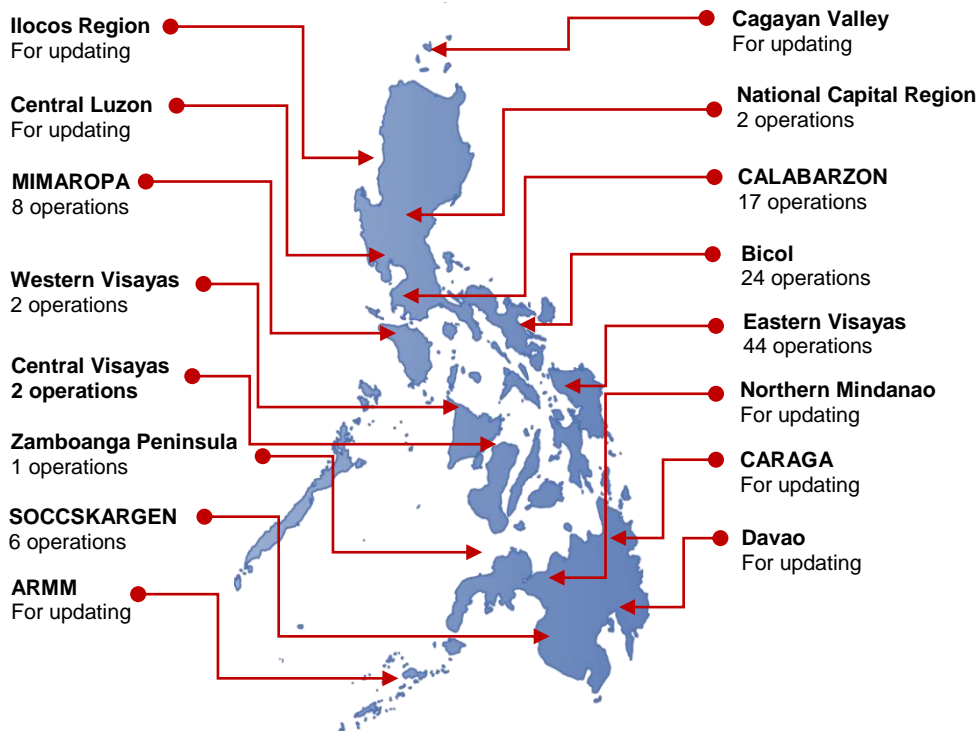 Ilocos Region
For updating
Central Luzon
For updating
MIMAROPA
8 operations
Western Visayas
2 operations
Central Visayas
2 operations
Zamboanga Peninsula
1 operations
SOCCSKARGEN
6 operations
ARMM
For updating
Cagayan Valley
For updating
National Capital Region
2 operations
CALABARZON
17 operations
Bicol
24 operations
Eastern Visayas
44 operations
Northern Mindanao
For updating
CARAGA
For updating
Davao
For updating